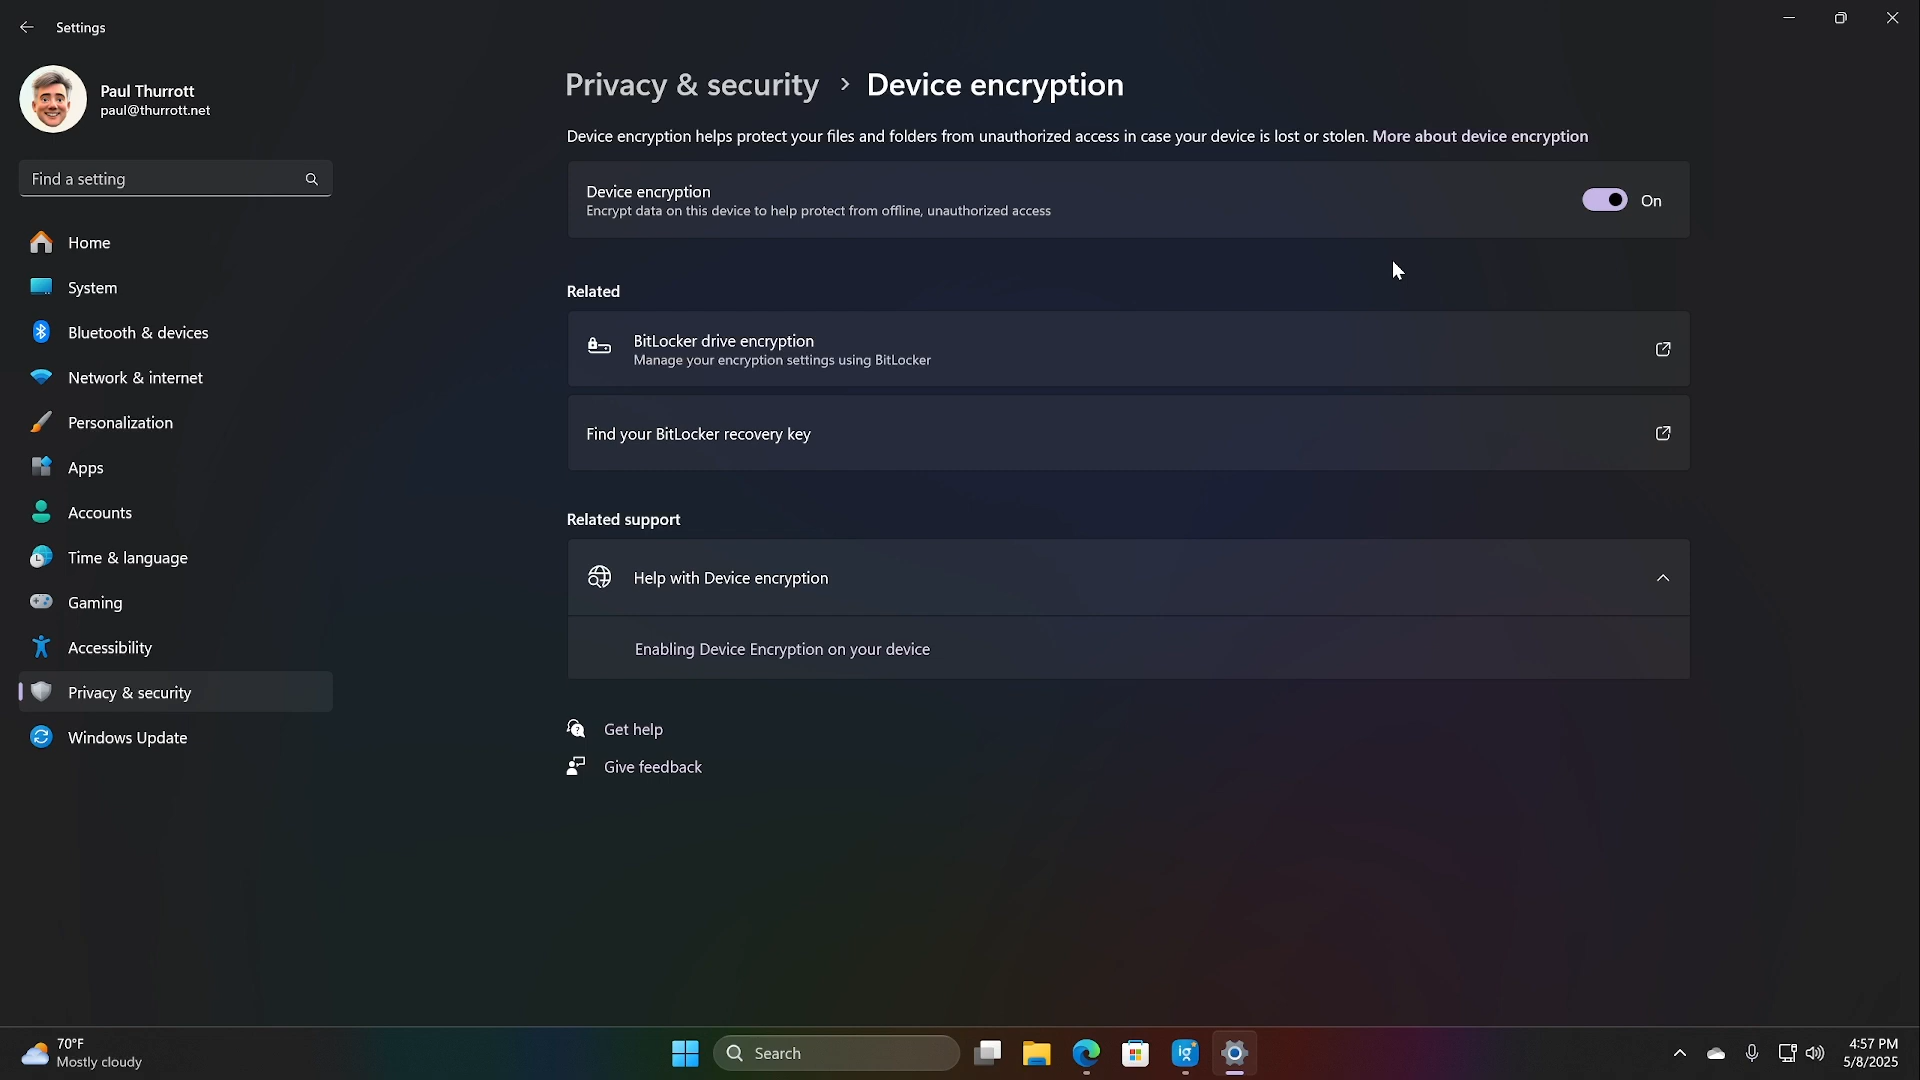 Settings
Paul Thurrott
paul@thurrott.net
Find a setting
Home
System
Bluetooth & devices
Network & internet
Personalization
Apps
Accounts
Time & language
Gaming
Accessibility
Privacy & security
Windows Update
Privacy & security > Device encryption
Device encryption helps protect your files and folders from unauthorized access in case your device is lost or stolen. More about device encryption
Device encryption
Encrypt data on this device to help protect from offline, unauthorized access
On
Related
BitLocker drive encryption
Manage your encryption settings using BitLocker
Find your BitLocker recovery key
Related support
Help with Device encryption
Enabling Device Encryption on your device
Get help
Give feedback
70°F
Mostly cloudy
Search
ig
4:57 PM
5/8/2025